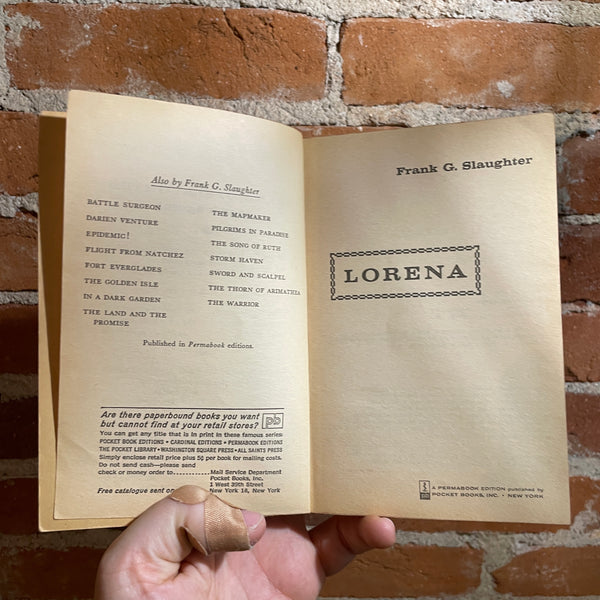 Also by Frank G. Slaughter
BATTLE SURGEON
DARIEN VENTURE
EPIDEMIC!
FLIGHT FROM NATCHEZ
FORT EVERGLADES
THE GOLDEN ISLE
IN A DARK GARDEN
THE LAND AND THE
PROMISE
THE MAPMAKER
PILGRIMS IN PARADISE
THE SONG OF RUTH
STORM HAVEN
SWORD AND SCALPEL
THE THORN OF ARIMATHEA
THE WARRIOR
Published in Permabook editions.
Are there paperbound books you want
but cannot find at your retail stores?
pb
You can get any title that is in print in these famous series
POCKET BOOK EDITIONS • CARDINAL EDITIONS • PERMABOOK EDITIONS
THE POCKET LIBRARY • WASHINGTON SQUARE PRESS • ALL SAINTS PRESS
Simply enclose retail price plus 5¢ per book for mailing costs
Do not send cash—please send
check or money order to
Mail Service Department
Pocket Books, Inc.
1 West 39th Street
New York 18, New York
Free catalogue sent on
Frank G. Slaughter
LORENA
A PERMABOOK EDITION published by
POCKET BOOKS, INC. • NEW YORK